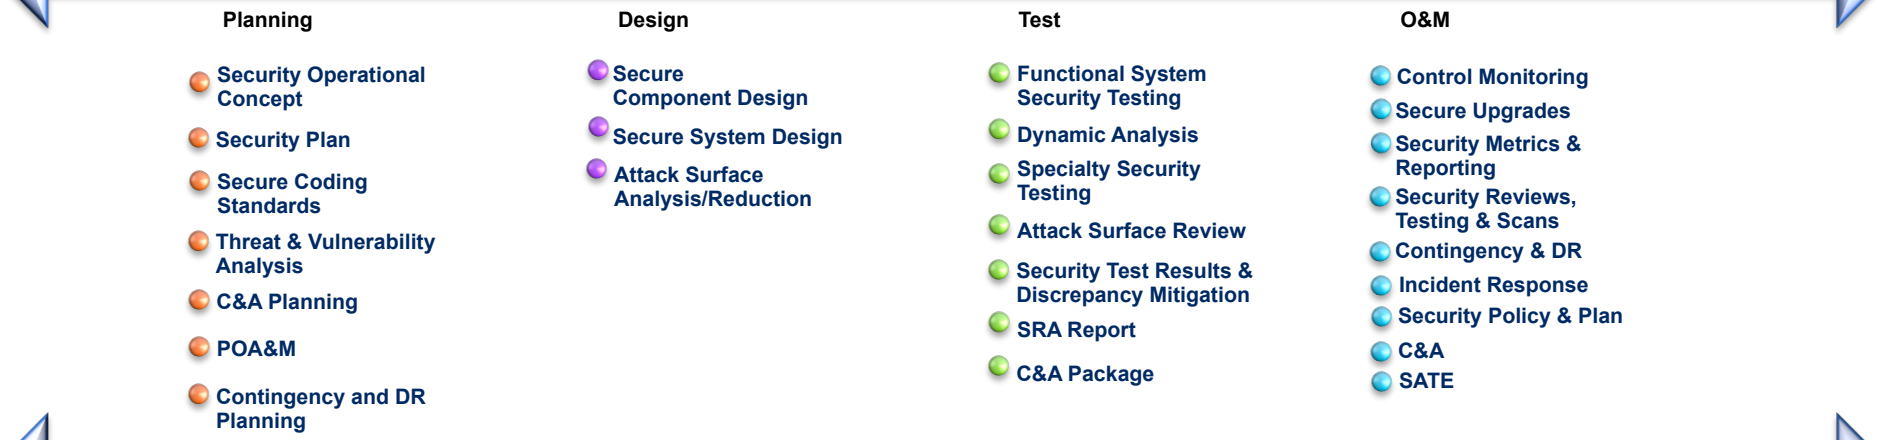 Planning
Security Operational
Concept
Security Plan
Secure Coding
Standards
Threat & Vulnerability
Analysis
C&A Planning
POA&M
Contingency and DR
Planning
Design
Secure
Component Design
Secure System Design
Attack Surface
Analysis/Reduction
Test
Functional System
Security Testing
Dynamic Analysis
Specialty Security
Testing
Attack Surface Review
Security Test Results &
Discrepancy Mitigation
SRA Report
C&A Package
O&M
Control Monitoring
Secure Upgrades
Security Metrics &
Reporting
Security Reviews,
Testing & Scans
Contingency & DR
Incident Response
Security Policy & Plan
C&A
SATE